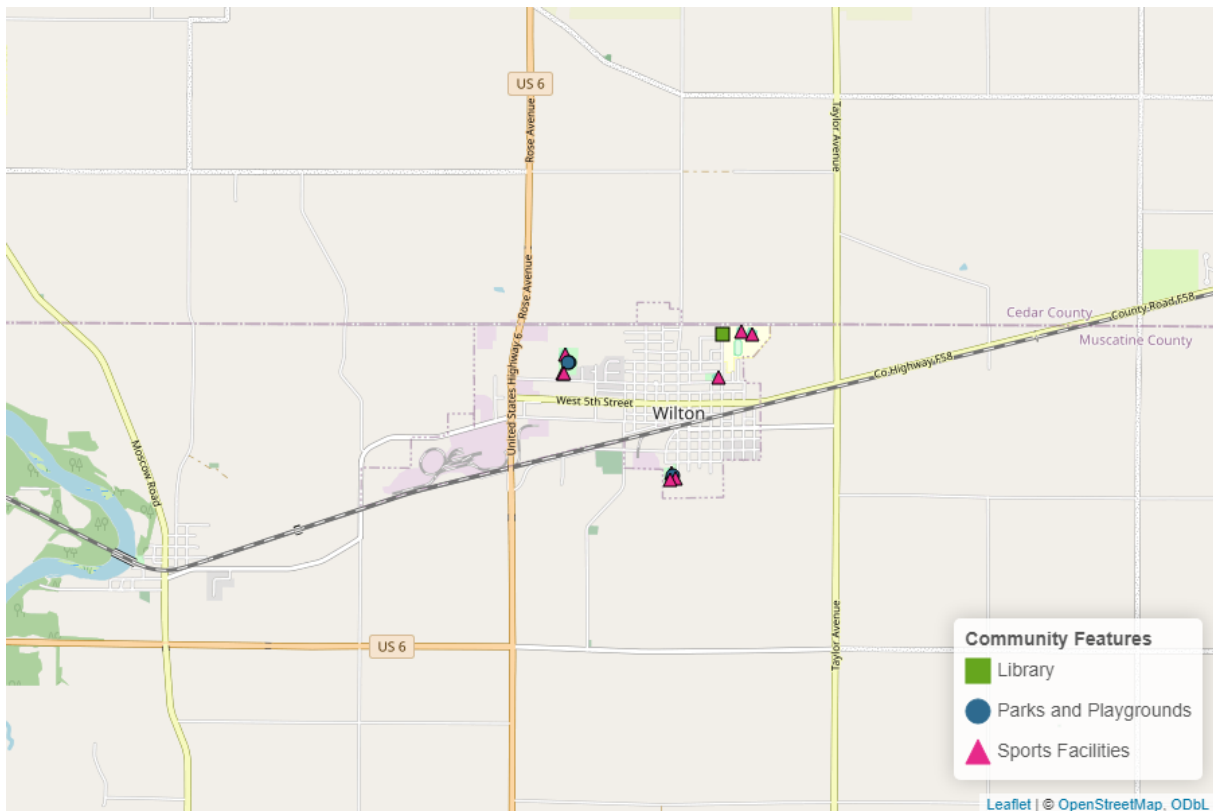 US 6
Rose Avenue
Taylor Avenue
United States Highway 6 - Rose Avenue
Cedar County
County Road F58
Muscatine County
Co Highway F58
West 5th Street
Wilton
Moscow Road
Taylor Avenue
US 6
Community Features
Library
Parks and Playgrounds
Sports Facilities
Leaflet | © OpenStreetMap, ODbL